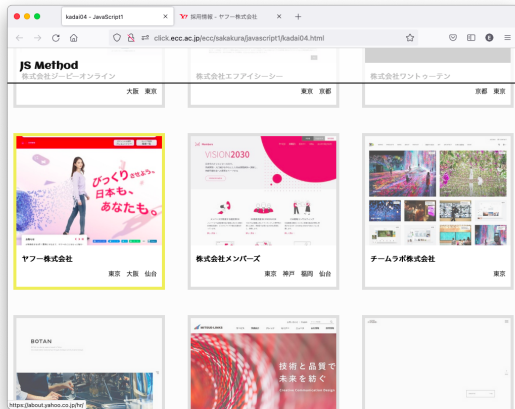 kadai04 - JavaScript1
採用情報 - ヤフー株式会社
click.ecc.ac.jp/ecc/sakakura/javascript1/kadai04.html
JS Method
株式会社ジーピーオンライン
株式会社エフアイシーシー
株式会社ワントゥーテン
大阪 東京
東京 京都
京都 東京
びっくりさせよう。
日本も、
あなたも。
VISION2030
ヤフー株式会社
株式会社メンバーズ
チームラボ株式会社
東京 大阪 仙台
東京 神戸 福岡 仙台
東京
BOTAN
技術と品質で
未来を紡ぐ
https://about.yahoo.co.jp/hr/